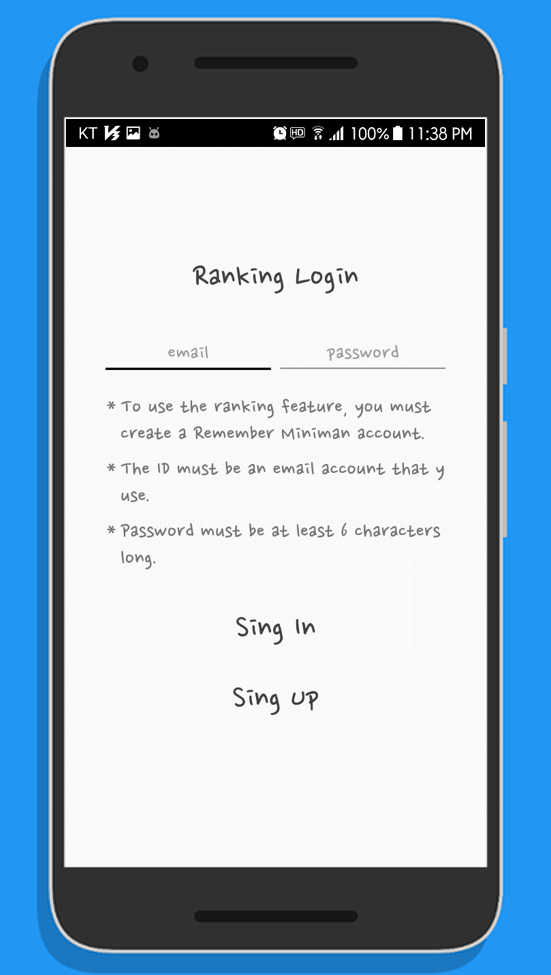 KT HD 100% 11:38 PM
Ranking Login
email password
* To use the ranking feature, you must
create a Remember Miniman account.
* The ID must be an email account that y
use.
* Password must be at least 6 characters
long.
Sing In
Sing Up